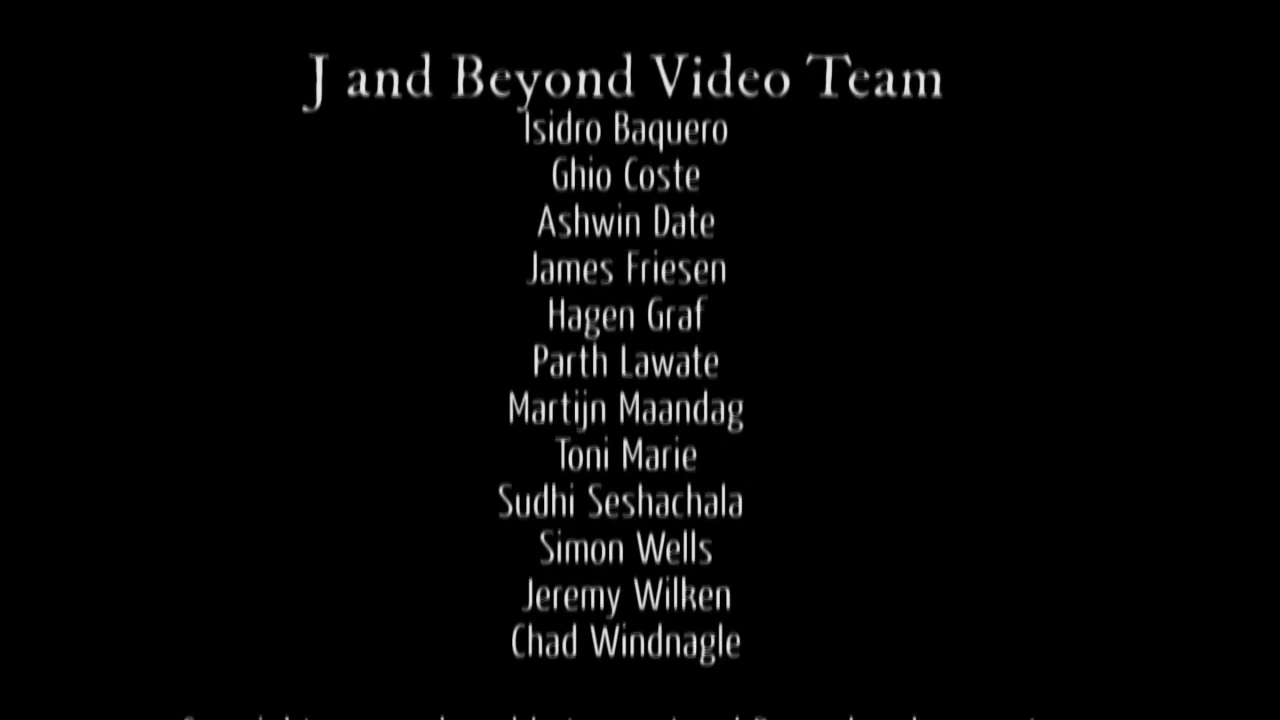 J and Beyond Video Team
Isidro Baquero
Ghio Coste
Ashwin Date
James Friesen
Hagen Graf
Parth Lawate
Martijn Maandag
Toni Marie
Sudhi Seshachala
Simon Wells
Jeremy Wilken
Chad Windnagle